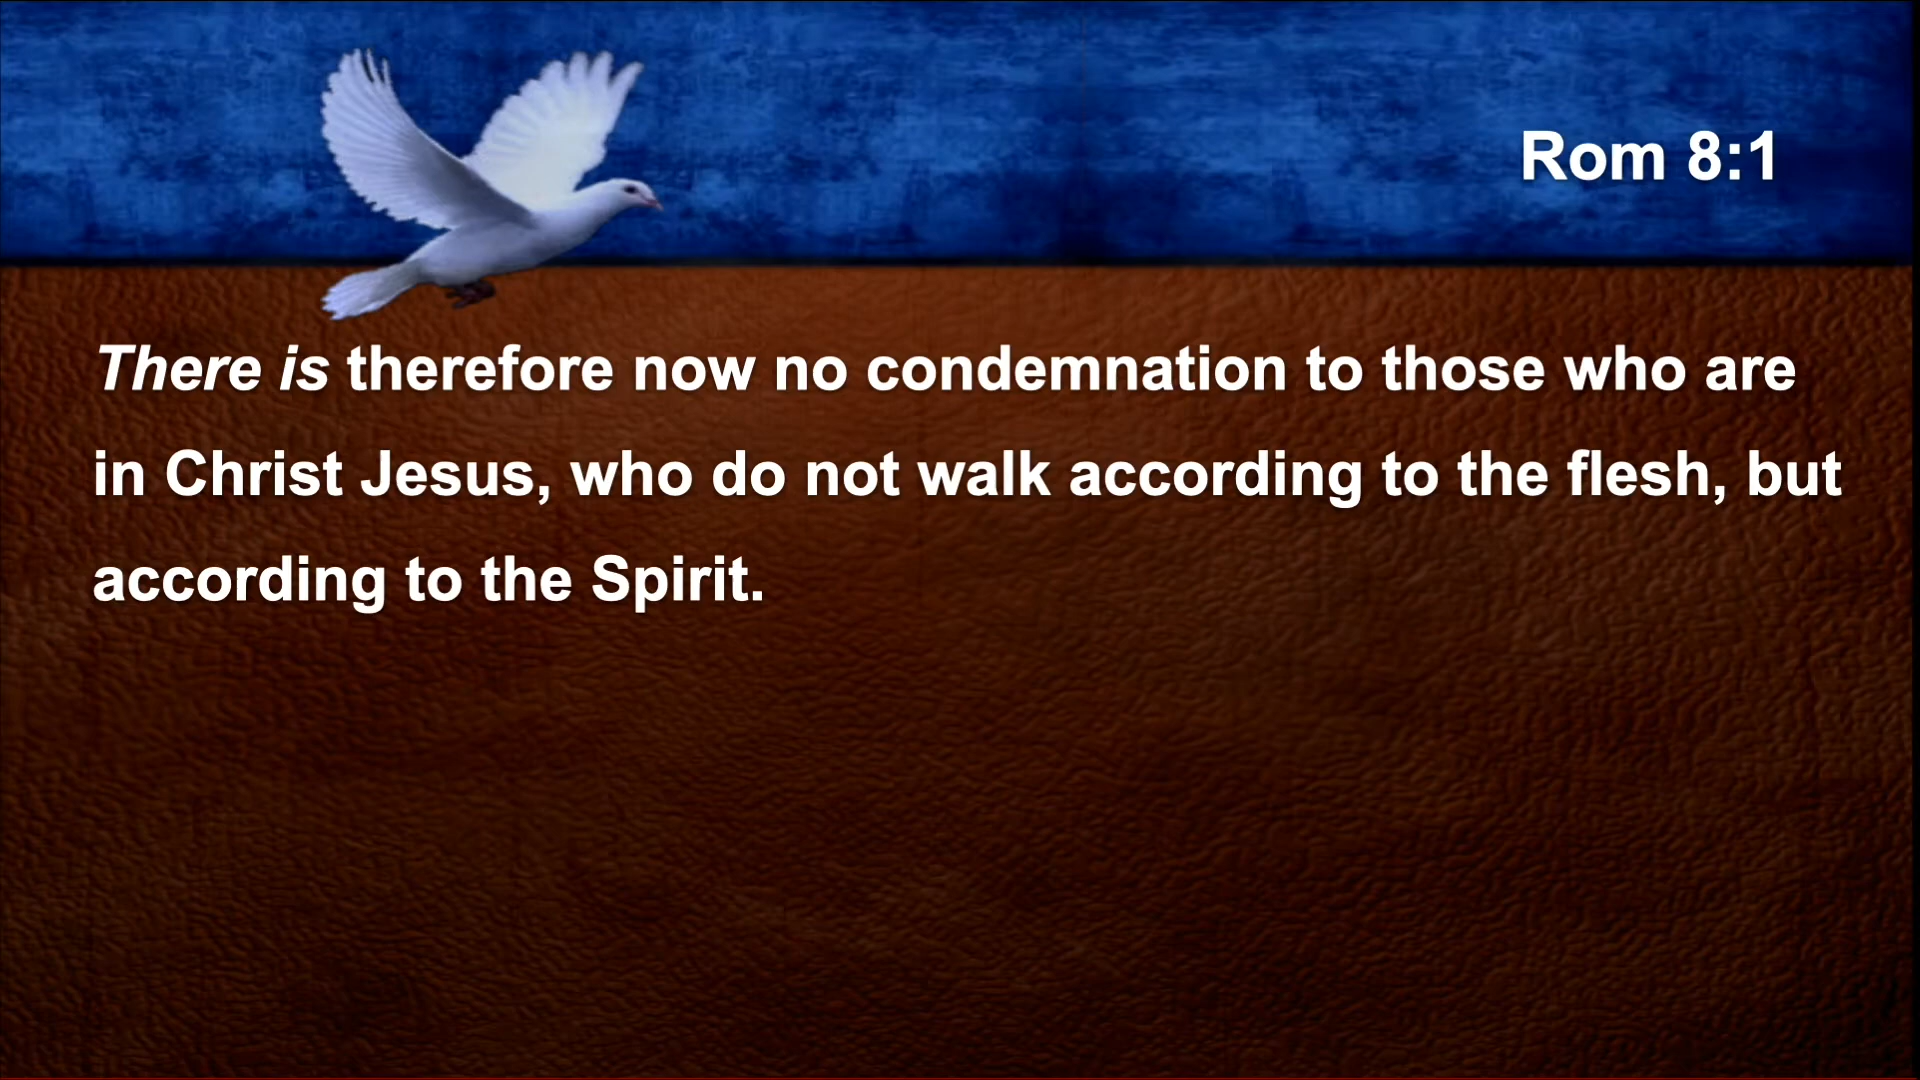 Rom 8:1
There is therefore now no condemnation to those who are
in Christ Jesus, who do not walk according to the flesh, but
according to the Spirit.